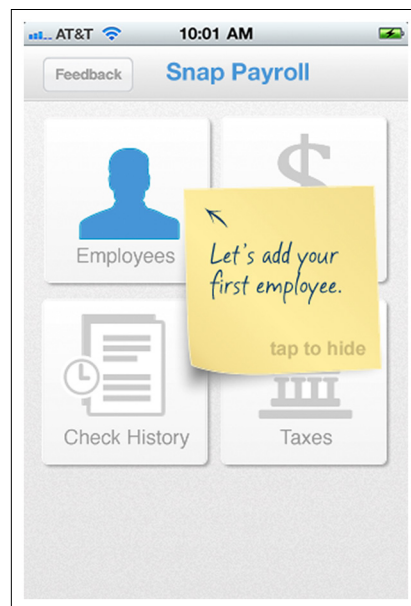 AT&T 10:01 AM
Feedback Snap Payroll
Employees
Let's add your
first employee.
tap to hide
Check History Taxes